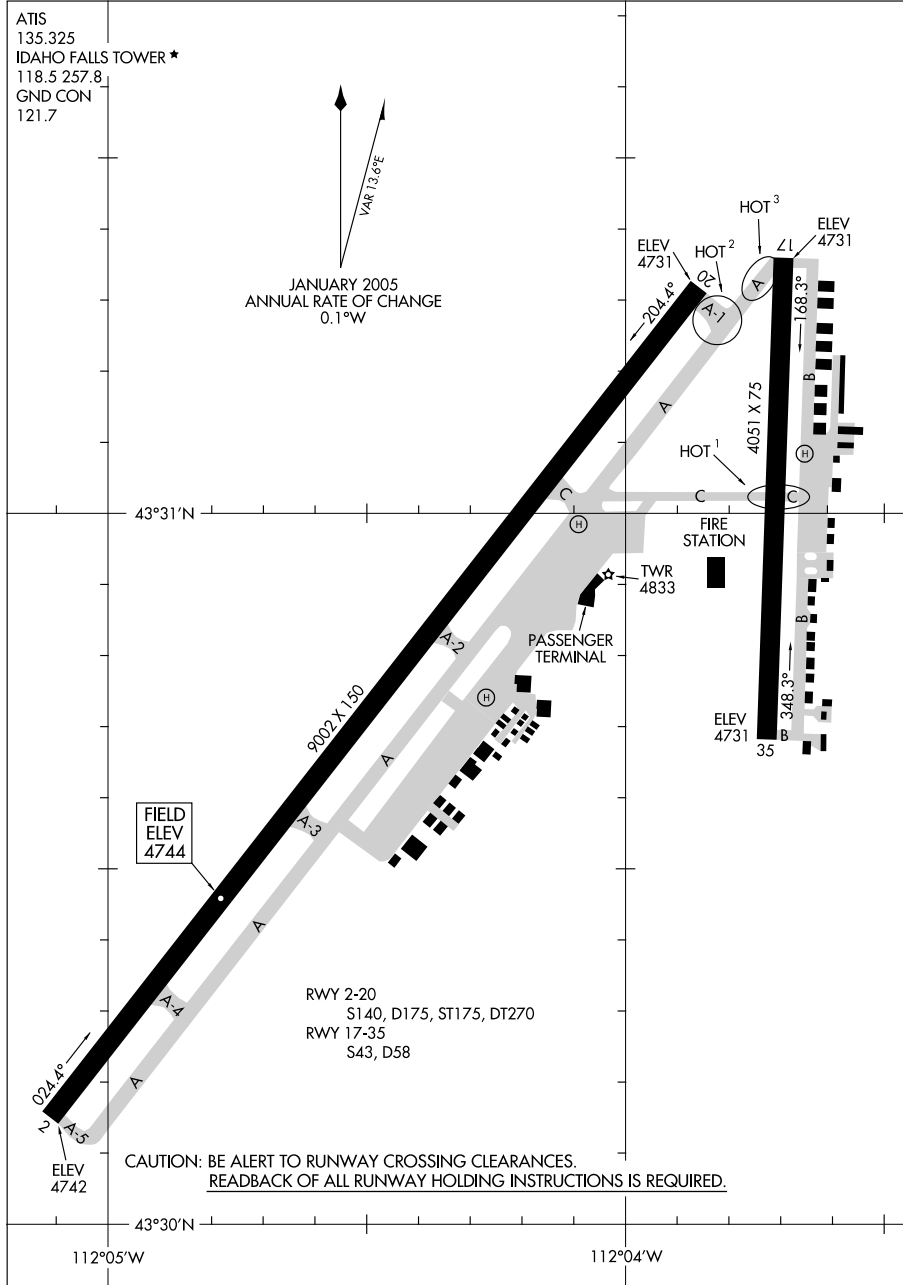 ATIS
135.325
IDAHO FALLS TOWER ★
118.5 257.8
GND CON
121.7
VAR 13.6°E
JANUARY 2005
ANNUAL RATE OF CHANGE
0.1°W
HOT 3
HOT 2
ELEV
4731
ELEV
4731
17
20
A
A-1
204.4°
168.3°
A
B
4051 X 75
HOT 1
H
C
C
C
43°31'N
H
FIRE
STATION
TWR
4833
PASSENGER
TERMINAL
B
A-2
H
348.3°
9002 X 150
ELEV
4731
B
35
A
FIELD
ELEV
4744
A-3
A
A-4
RWY 2-20
S140, D175, ST175, DT270
RWY 17-35
S43, D58
024.4°
A
2
A-5
ELEV
4742
CAUTION: BE ALERT TO RUNWAY CROSSING CLEARANCES.
READBACK OF ALL RUNWAY HOLDING INSTRUCTIONS IS REQUIRED.
43°30'N
112°05'W
112°04'W